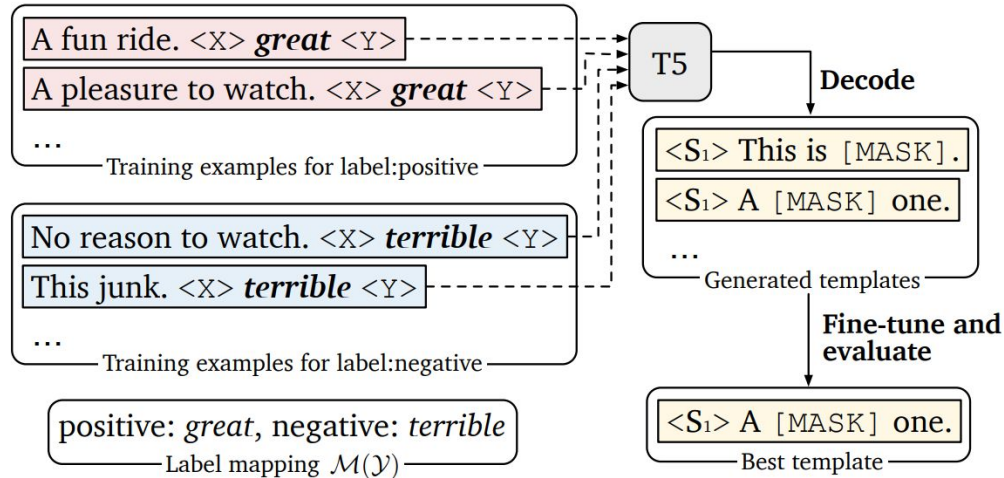 A fun ride. <X> great <Y>
A pleasure to watch. <X> great <Y>
...
Training examples for label:positive
No reason to watch. <X> terrible <Y>
This junk. <X> terrible <Y>
...
Training examples for label:negative
positive: great, negative: terrible
Label mapping M(Y)
T5
Decode
<S₁> This is [MASK].
<S₁> A [MASK] one.
...
Generated templates
Fine-tune and
evaluate
<S₁> A [MASK] one.
Best template